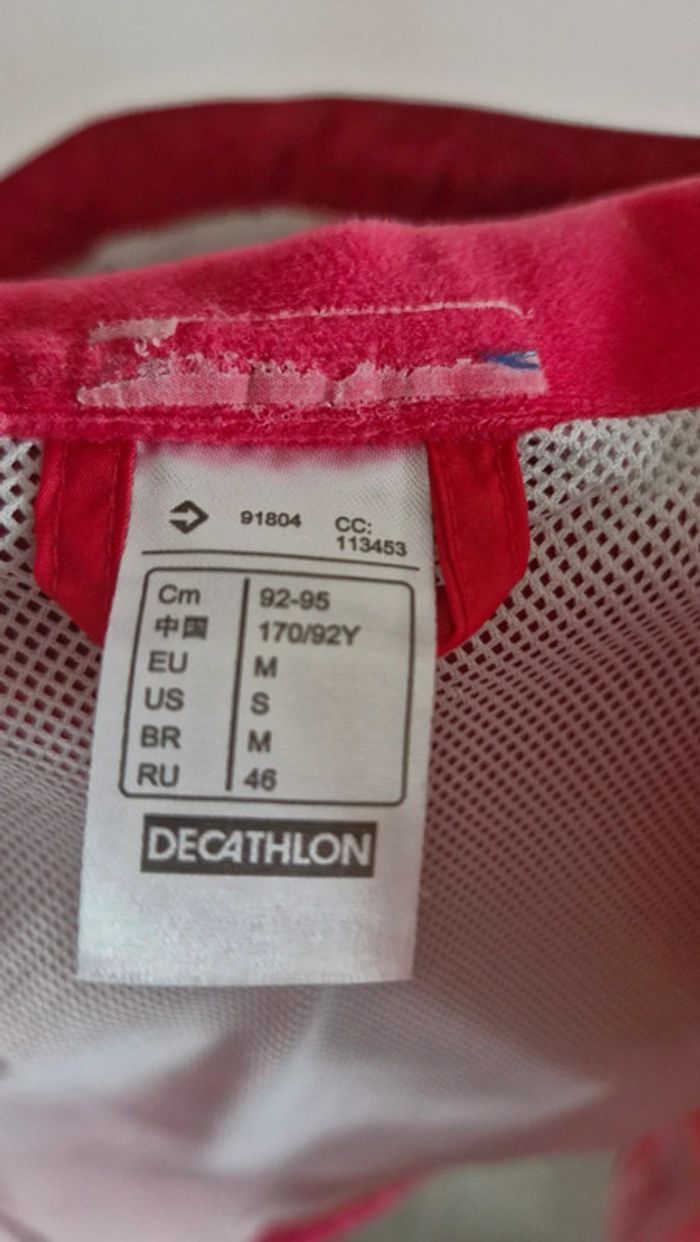 91804 CC:
113453
Cm 92-95
中国 170/92Y
EU M
US S
BR M
RU 46
DECATHLON